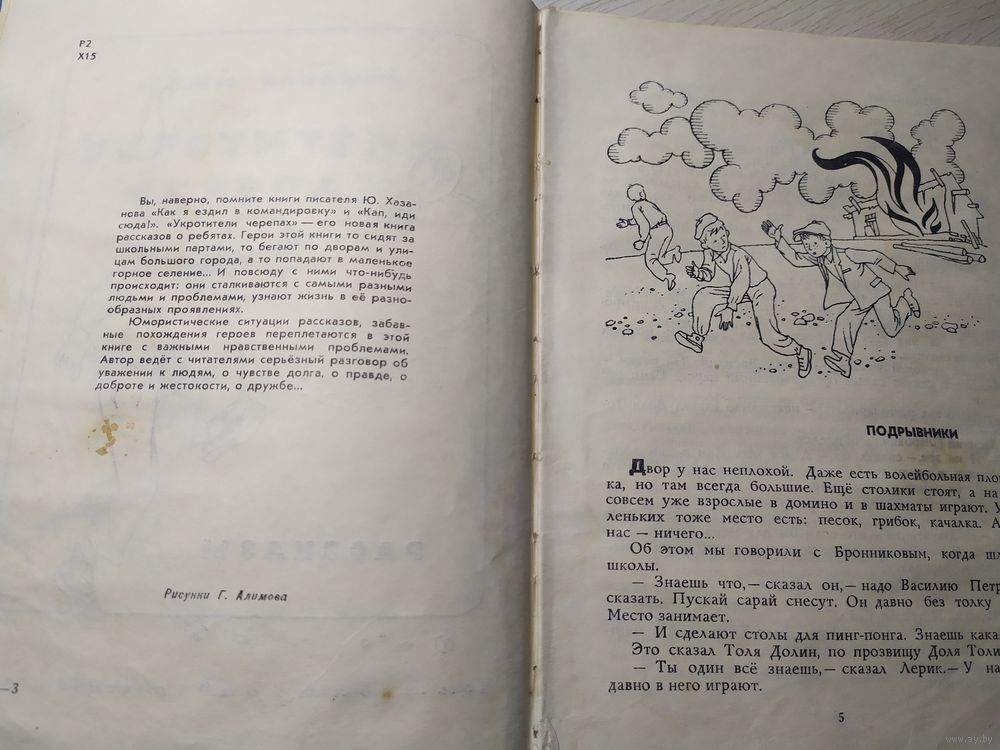 Р2
Х15
Вы, наверно, помните книги писателя Ю. Хаза-
нова «Как я ездил в командировку» и «Кап, иди
сюда!». «Укротители черепах» — его новая книга
рассказов о ребятах. Герои этой книги то сидят за
школьными партами, то бегают по дворам и ули-
цам большого города, а то попадают в маленькое
горное селение... И повсюду с ними что-нибудь
происходит: они сталкиваются с самыми разными
людьми и проблемами, узнают жизнь в её разно-
образных проявлениях.
Юмористические ситуации рассказов, забав-
ные похождения героев переплетаются в этой
книге с важными нравственными проблемами.
Автор ведёт с читателями серьёзный разговор об
уважении к людям, о чувстве долга, о правде, о
доброте и жестокости, о дружбе...
Рисунки Г. Алимова
—3
ПОДРЫВНИКИ
Двор у нас неплохой. Даже есть волейбольная
ка, но там всегда большие. Ещё столики стоят, а на
совсем уже взрослые в домино и в шахматы играют. У
леньких тоже место есть: песок, грибок, качалка. А
нас — ничего...
Об этом мы говорили с Бронниковым, когда
школы.
— Знаешь что, — сказал он, — надо Василию
сказать. Пускай сарай снесут. Он давно без толку
Место занимает.
— И сделают столы для пинг-понга. Знаешь
Это сказал Толя Долин, по прозвищу Доля
— Ты один всё знаешь, — сказал Лерик. — У
давно в него играют.
5
www.ay.by